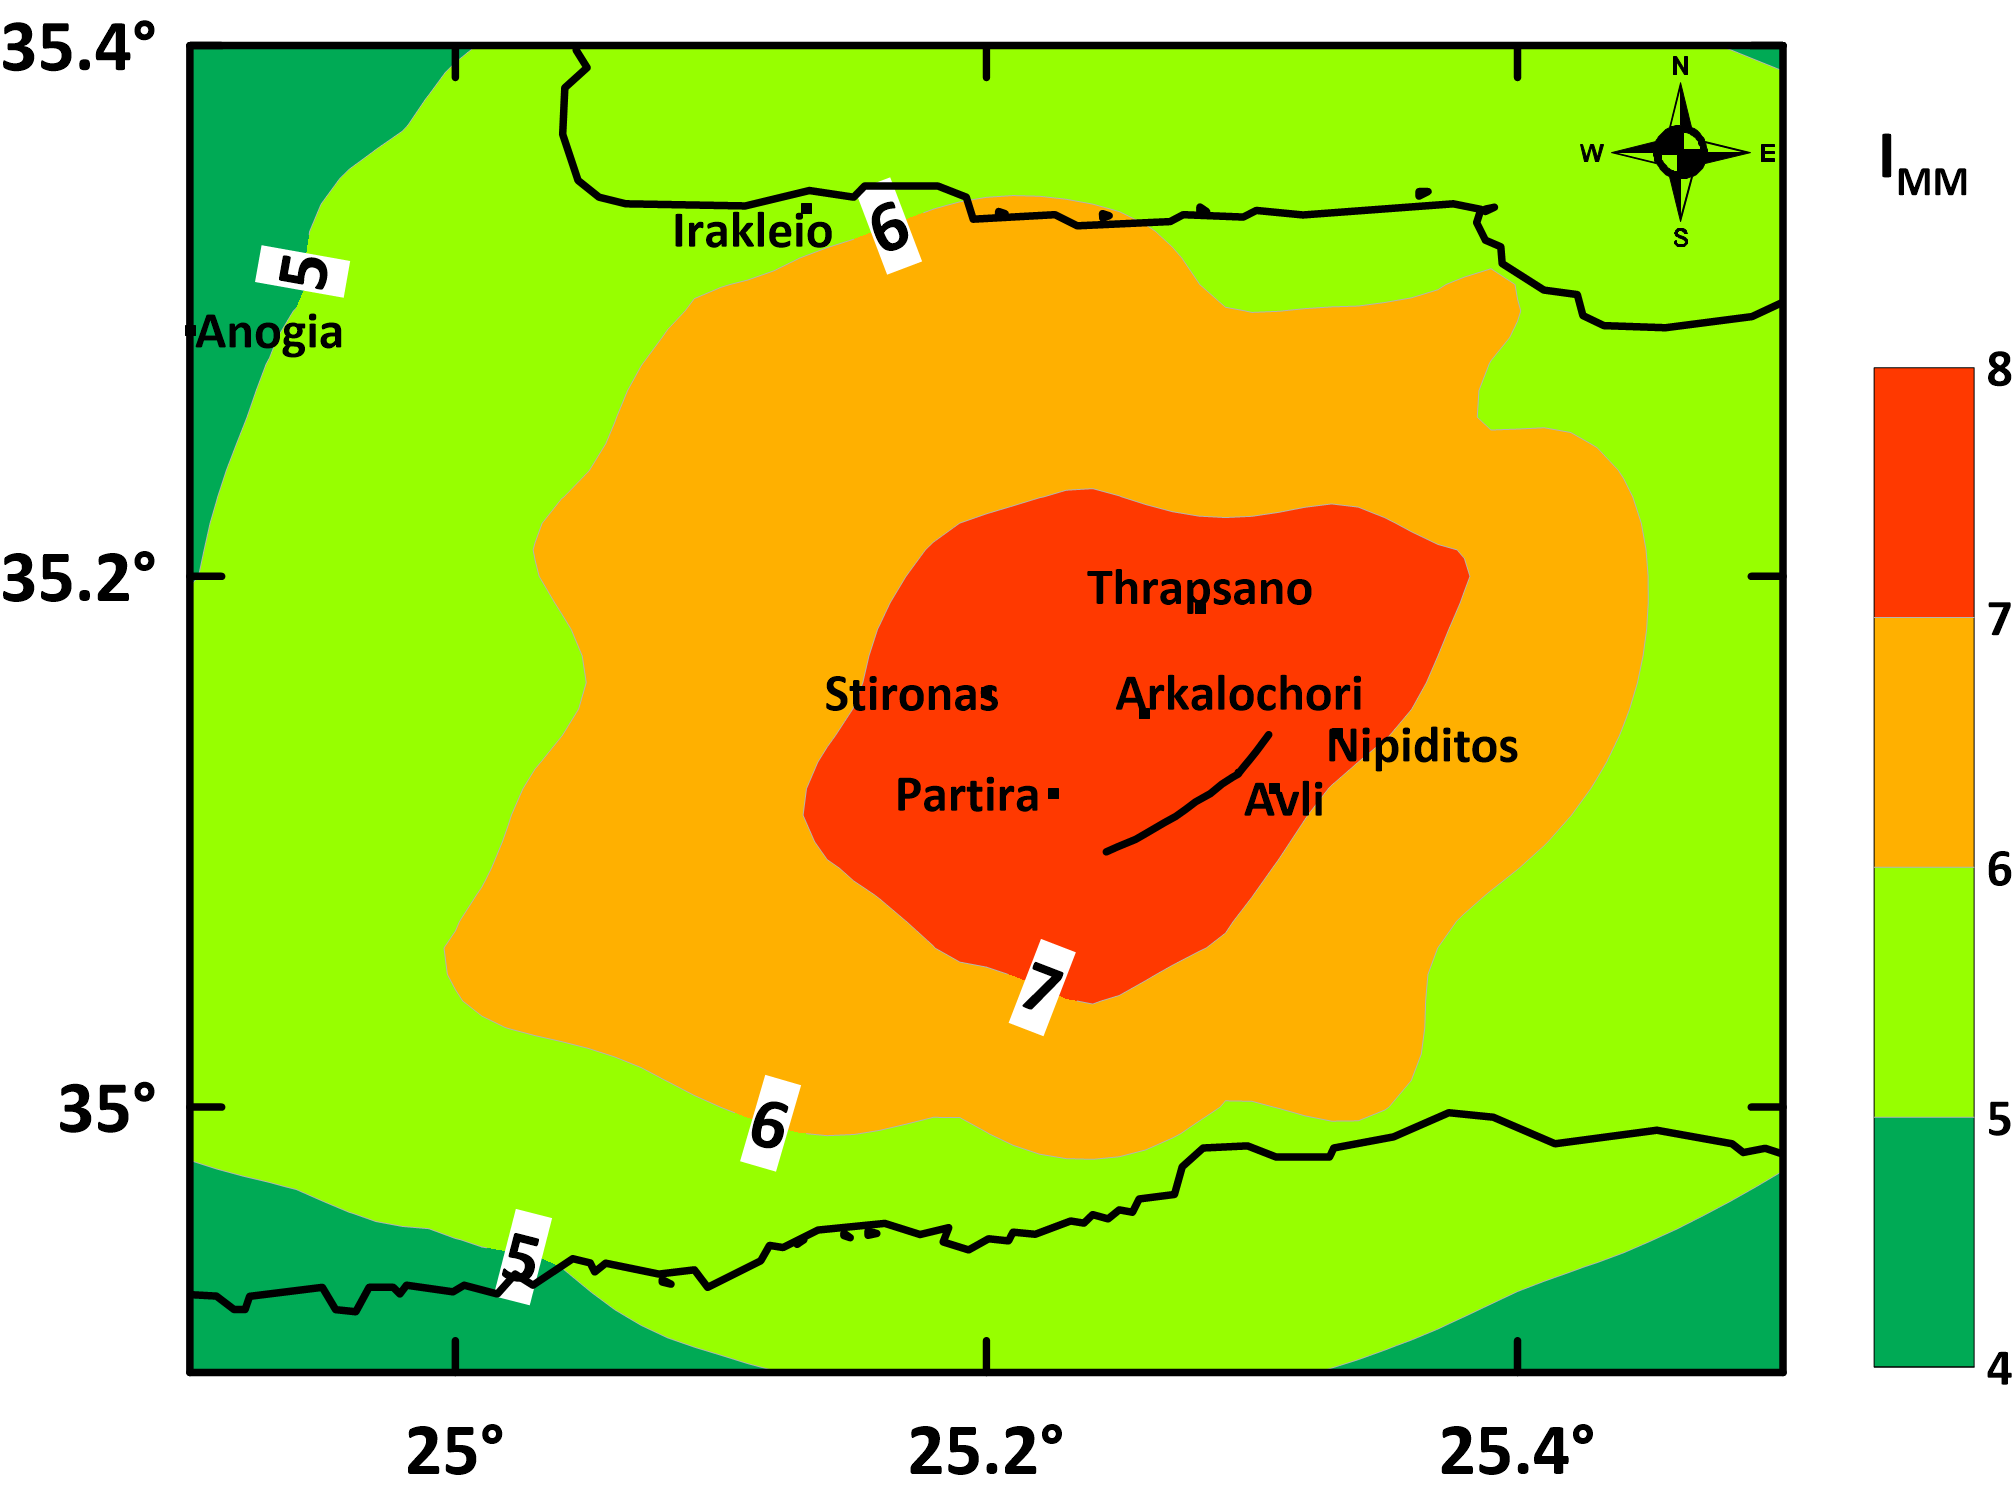 35.4°
N
W
E
S
I_MM
6
Irakleio
5
Anogia
8
35.2°
Thrapsano
7
Stironas
Arkalochori
Nipiditos
Partira
Avli
6
7
35°
6
5
5
4
25°
25.2°
25.4°